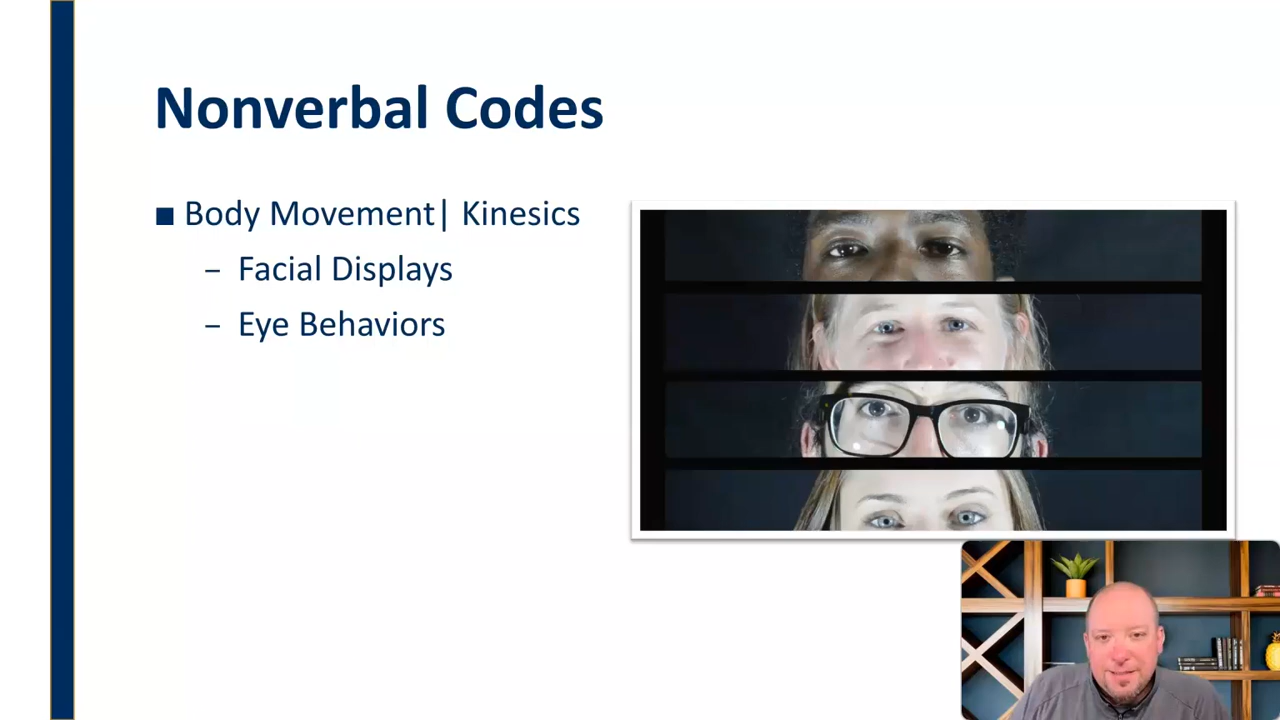 Nonverbal Codes
■ Body Movement| Kinesics
– Facial Displays
– Eye Behaviors